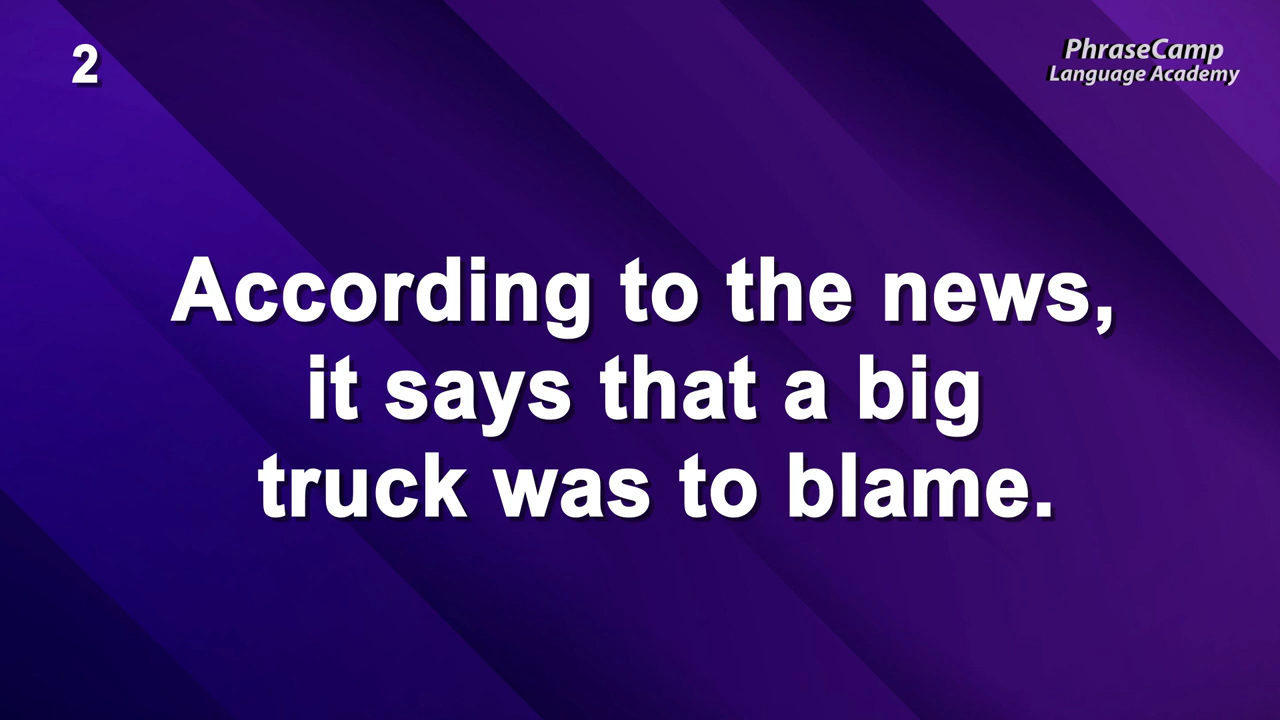 2
PhraseCamp
Language Academy
According to the news,
it says that a big
truck was to blame.